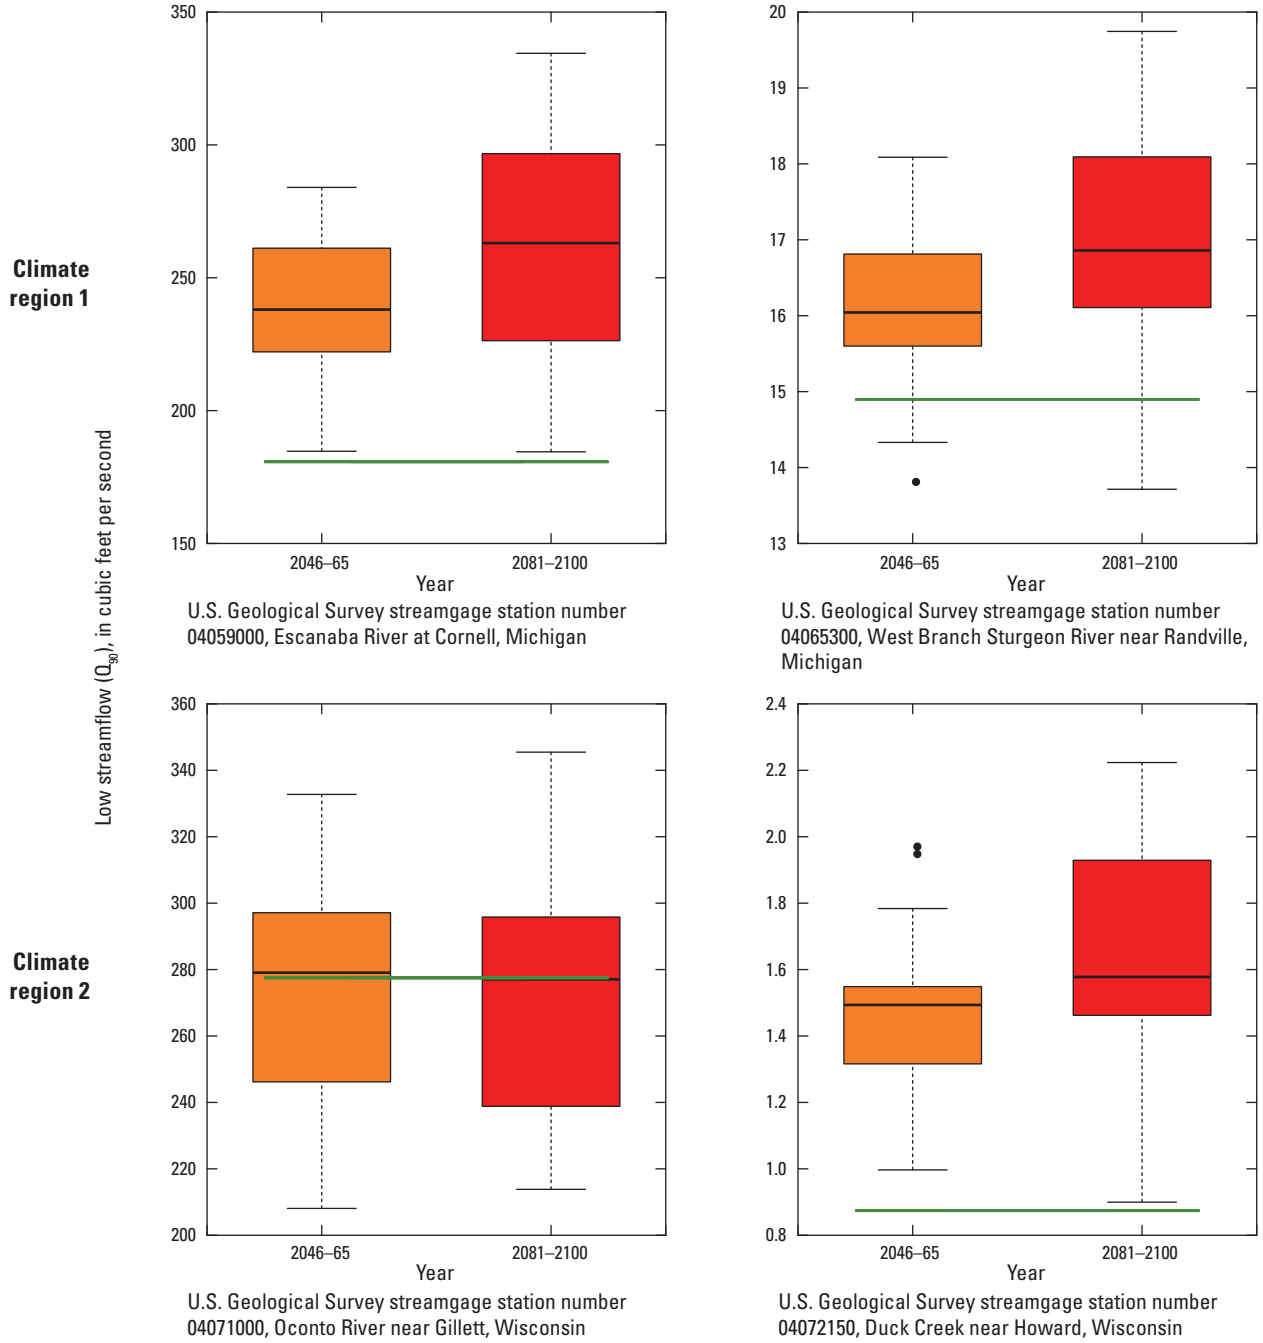 Climate
region 1
Low streamflow (Q90), in cubic feet per second
350
300
250
200
150
2046–65
2081–2100
Year
U.S. Geological Survey streamgage station number
04059000, Escanaba River at Cornell, Michigan
20
19
18
17
16
15
14
13
2046–65
2081–2100
Year
U.S. Geological Survey streamgage station number
04065300, West Branch Sturgeon River near Randville,
Michigan
Climate
region 2
360
340
320
300
280
260
240
220
200
2046–65
2081–2100
Year
U.S. Geological Survey streamgage station number
04071000, Oconto River near Gillett, Wisconsin
2.4
2.2
2.0
1.8
1.6
1.4
1.2
1.0
0.8
2046–65
2081–2100
Year
U.S. Geological Survey streamgage station number
04072150, Duck Creek near Howard, Wisconsin